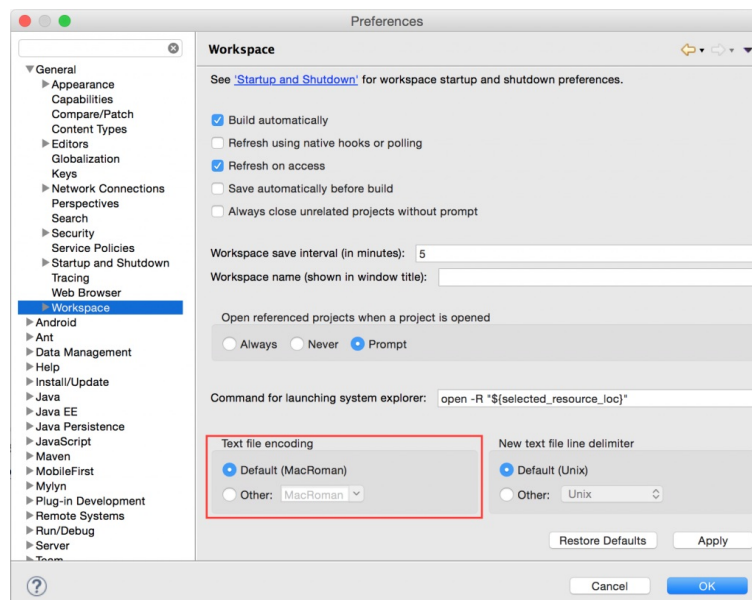 Preferences
Workspace
See 'Startup and Shutdown' for workspace startup and shutdown preferences.
General
Appearance
Capabilities
Compare/Patch
Content Types
Editors
Globalization
Keys
Network Connections
Perspectives
Search
Security
Service Policies
Startup and Shutdown
Tracing
Web Browser
Workspace
Android
Ant
Data Management
Help
Install/Update
Java
Java EE
Java Persistence
JavaScript
Maven
MobileFirst
Mylyn
Plug-in Development
Remote Systems
Run/Debug
Server
Team
Build automatically
Refresh using native hooks or polling
Refresh on access
Save automatically before build
Always close unrelated projects without prompt
Workspace save interval (in minutes): 5
Workspace name (shown in window title):
Open referenced projects when a project is opened
Always Never Prompt
Command for launching system explorer: open -R "${selected_resource_loc}"
Text file encoding
Default (MacRoman)
Other: MacRoman
New text file line delimiter
Default (Unix)
Other: Unix
Restore Defaults Apply
? Cancel OK